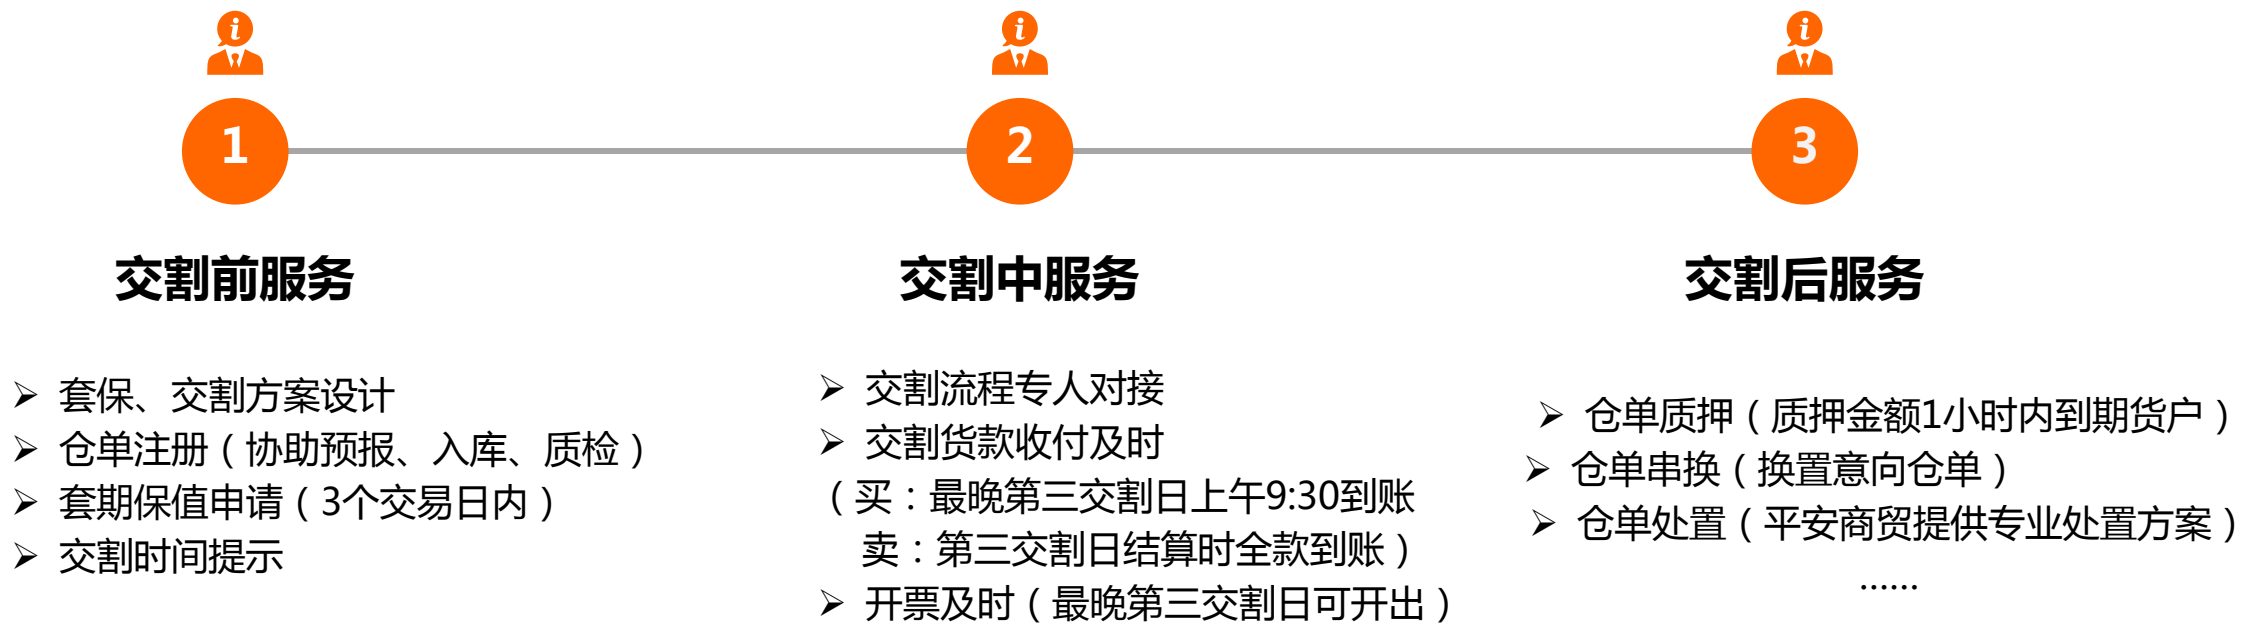 1
交割前服务
套保、交割方案设计
仓单注册（协助预报、入库、质检）
套期保值申请（3个交易日内）
交割时间提示
2
交割中服务
交割流程专人对接
交割货款收付及时
（买：最晚第三交割日上午9:30到账
卖：第三交割日结算时全款到账）
开票及时（最晚第三交割日可开出）
3
交割后服务
仓单质押（质押金额1小时内到期货户）
仓单串换（换置意向仓单）
仓单处置（平安商贸提供专业处置方案）
······